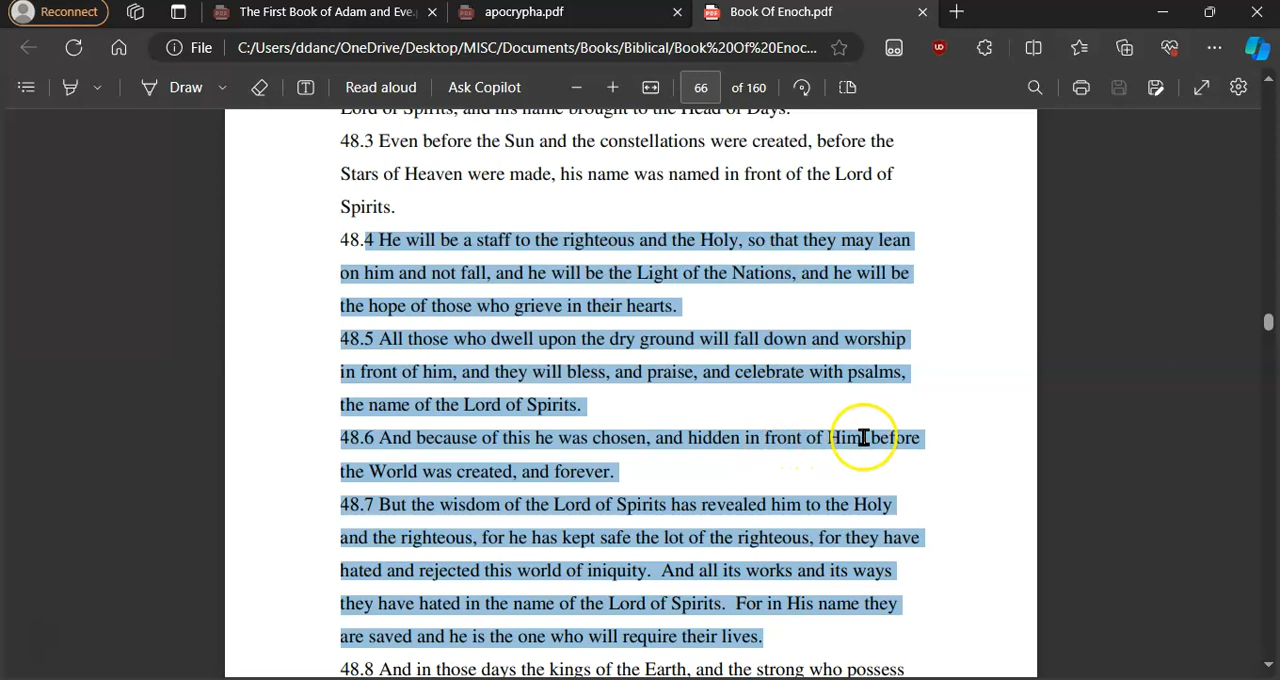 Reconnect The First Book of Adam and Eve. apocrypha.pdf Book Of Enoch.pdf
File C:/Users/ddanc/OneDrive/Desktop/MISC/Documents/Books/Biblical/Book%20Of%20Enoc...
Draw Read aloud Ask Copilot 66 of 160
Lord of Spirits, and his name brought to the Head of Days.
48.3 Even before the Sun and the constellations were created, before the
Stars of Heaven were made, his name was named in front of the Lord of
Spirits.
48.4 He will be a staff to the righteous and the Holy, so that they may lean
on him and not fall, and he will be the Light of the Nations, and he will be
the hope of those who grieve in their hearts.
48.5 All those who dwell upon the dry ground will fall down and worship
in front of him, and they will bless, and praise, and celebrate with psalms,
the name of the Lord of Spirits.
48.6 And because of this he was chosen, and hidden in front of Him, before
the World was created, and forever.
48.7 But the wisdom of the Lord of Spirits has revealed him to the Holy
and the righteous, for he has kept safe the lot of the righteous, for they have
hated and rejected this world of iniquity. And all its works and its ways
they have hated in the name of the Lord of Spirits. For in His name they
are saved and he is the one who will require their lives.
48.8 And in those days the kings of the Earth, and the strong who possess